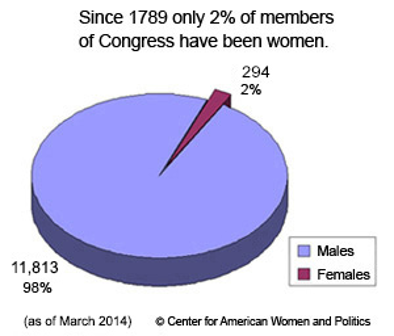 Since 1789 only 2% of members
of Congress have been women.
294
2%
11,813
98%
Males
Females
(as of March 2014) © Center for American Women and Politics